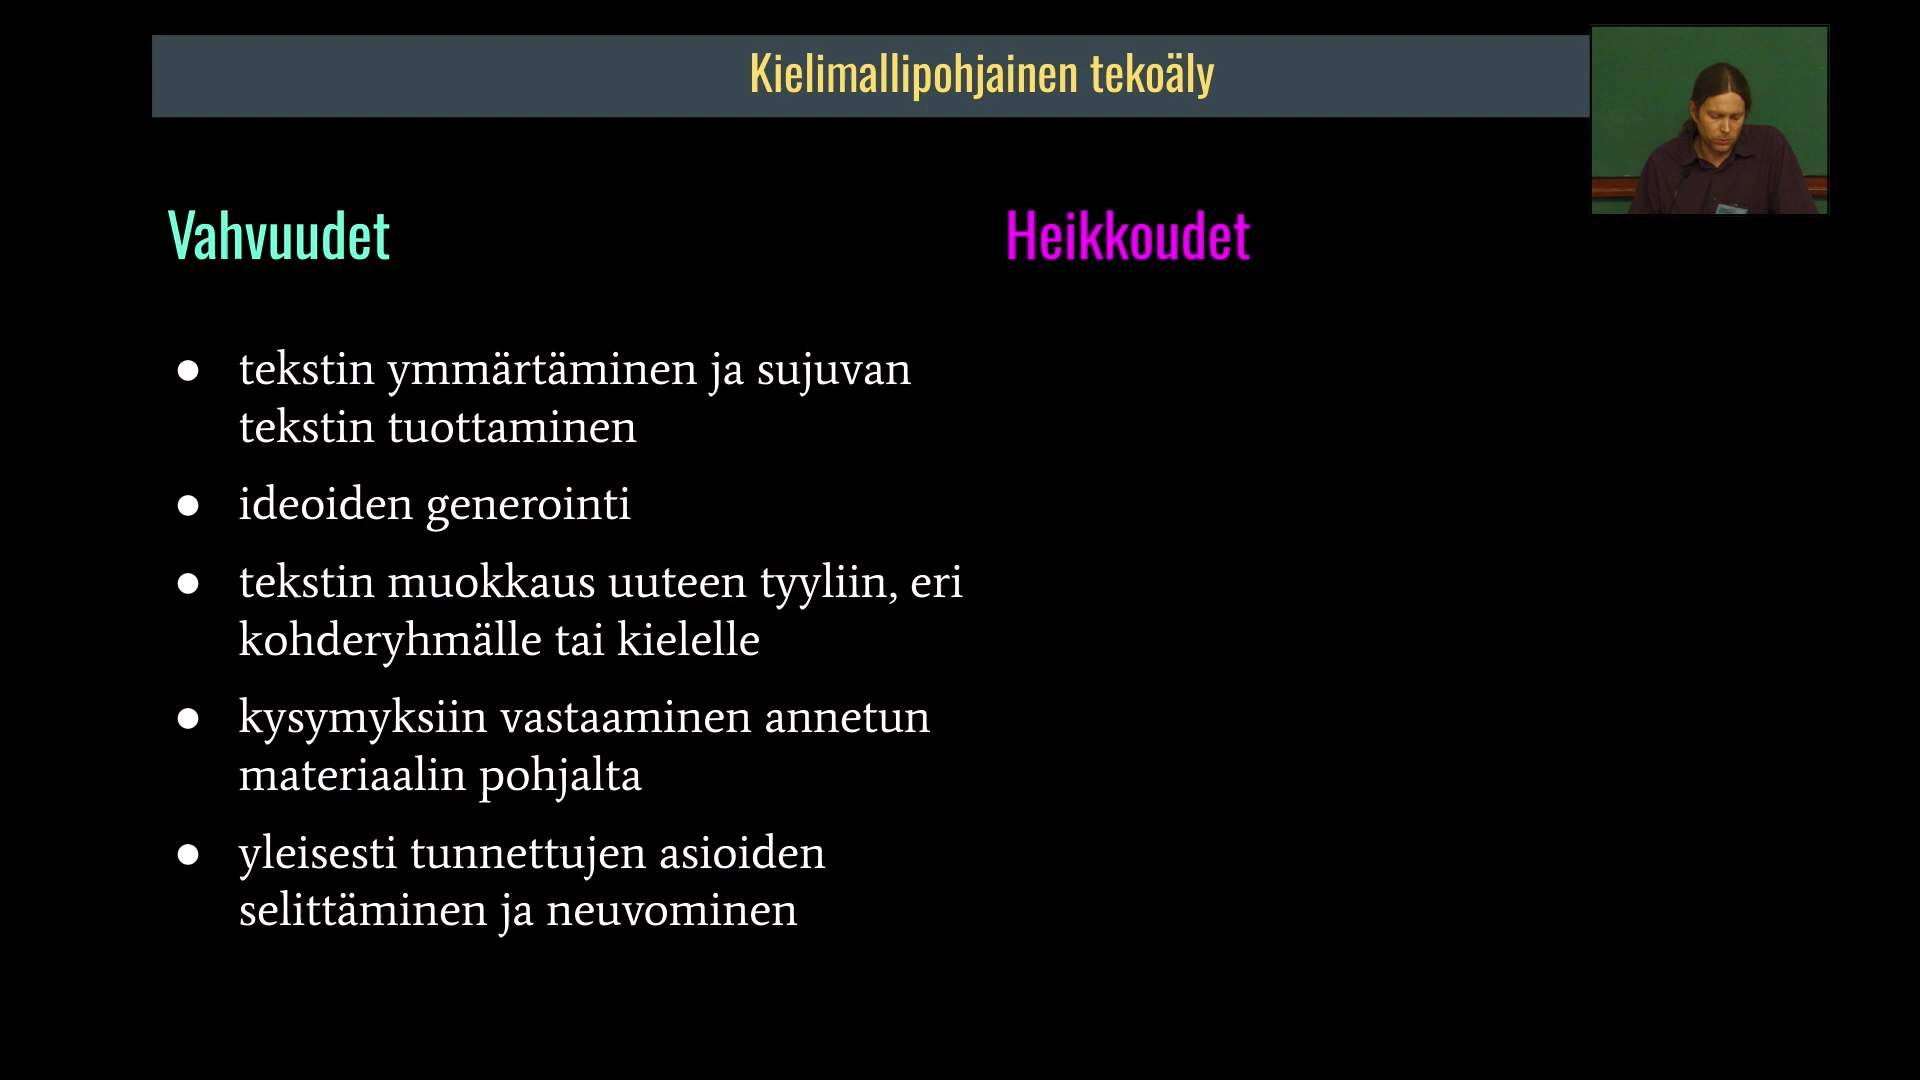 Kielimallipohjainen tekoäly
Vahvuudet
● tekstin ymmärtäminen ja sujuvan
tekstin tuottaminen
● ideoiden generointi
● tekstin muokkaus uuteen tyyliin, eri
kohderyhmälle tai kielelle
● kysymyksiin vastaaminen annetun
materiaalin pohjalta
● yleisesti tunnettujen asioiden
selittäminen ja neuvominen
Heikkoudet